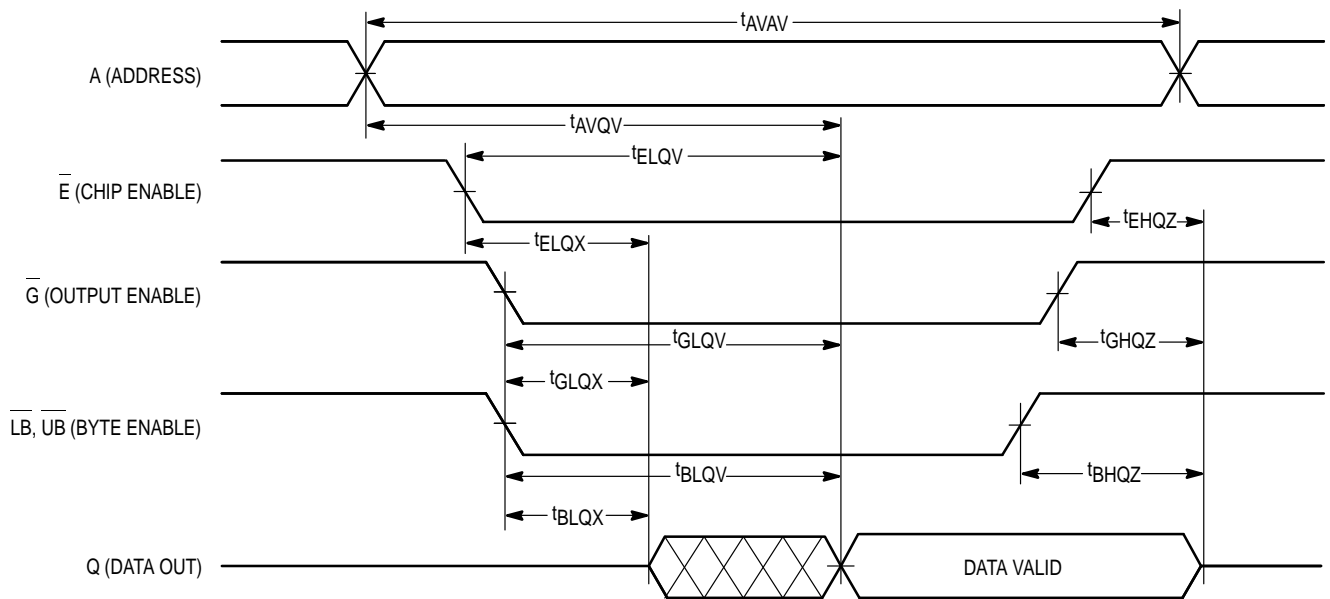 tAVAV
A (ADDRESS)
tAVQV
tELQV
E (CHIP ENABLE)
tEHQZ
tELQX
G (OUTPUT ENABLE)
tGLQV
tGHQZ
tGLQX
LB, UB (BYTE ENABLE)
tBLQV
tBHQZ
tBLQX
Q (DATA OUT)
DATA VALID